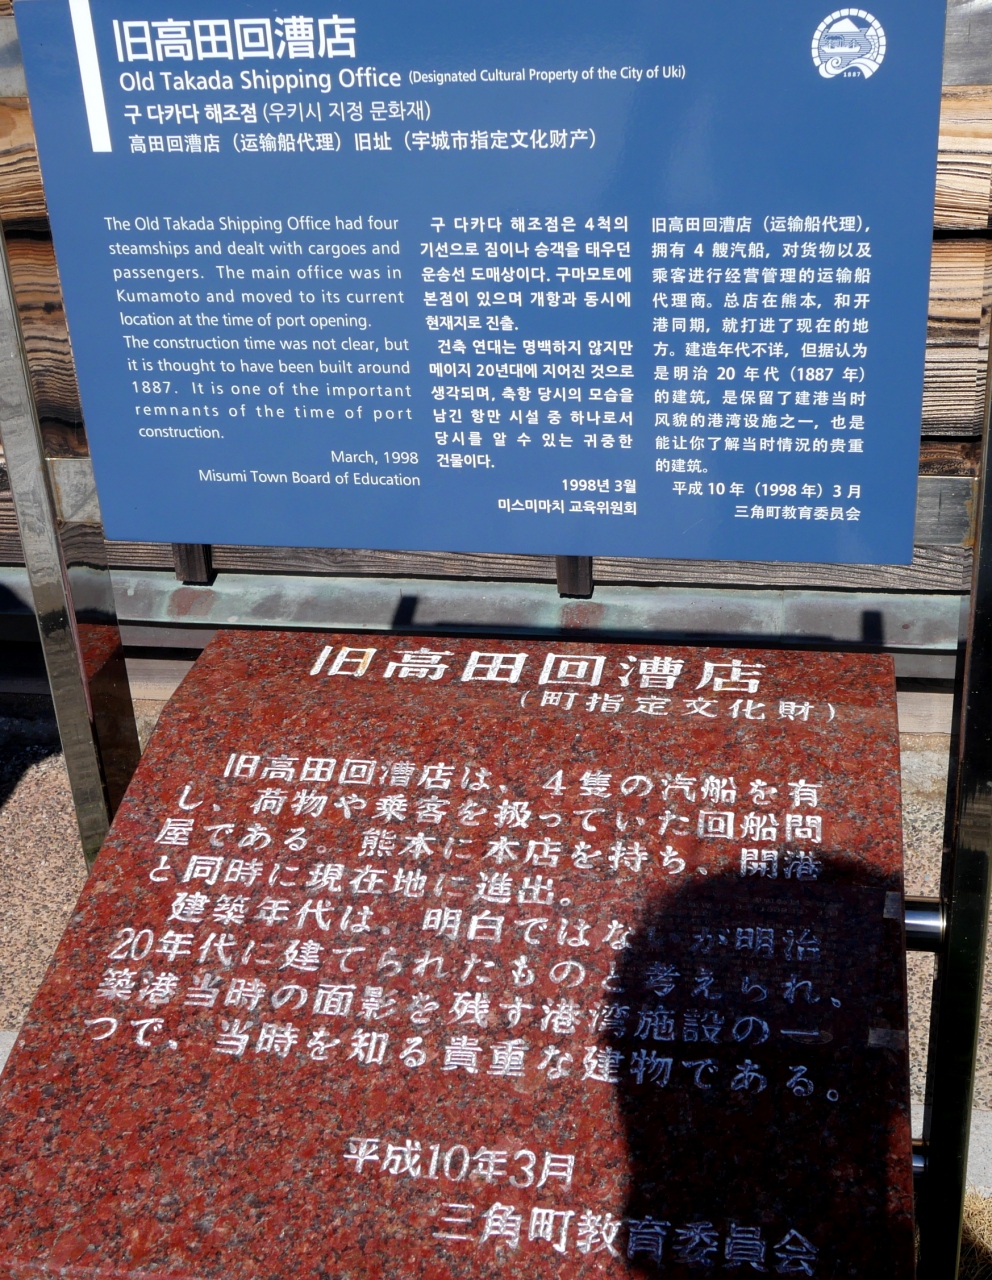 旧高田回漕店
Old Takada Shipping Office (Designated Cultural Property of the City of Uki)
구 다카다 해조점 (우키시 지정 문화재)
高田回漕店（运输船代理）旧址（宇城市指定文化财产）
1887
The Old Takada Shipping Office had four
steamships and dealt with cargoes and
passengers. The main office was in
Kumamoto and moved to its current
location at the time of port opening.
The construction time was not clear, but
it is thought to have been built around
1887. It is one of the important
remnants of the time of port
construction.
March, 1998
Misumi Town Board of Education
구 다카다 해조점은 4척의
기선으로 짐이나 승객을 태우던
운송선 도매상이다. 구마모토에
본점이 있으며 개항과 동시에
현재지로 진출.
건축 연대는 명백하지 않지만
메이지 20년대에 지어진 것으로
생각되며, 축항 당시의 모습을
남긴 항만 시설 중 하나로서
당시를 알 수 있는 귀중한
건물이다.
1998년 3월
미스미마치 교육위원회
旧高田回漕店（运输船代理），
拥有 4 艘汽船，对货物以及
乘客进行经营管理的运输船
代理商。总店在熊本，和开
港同期，就打进了现在的地
方。建造年代不详，但据认为
是明治 20 年代（1887 年）
的建筑，是保留了建港当时
风貌的港湾设施之一，也是
能让你了解当时情况的贵重
的建筑。
平成 10 年（1998 年）3 月
三角町教育委员会
旧高田回漕店
（町指定文化財）
旧高田回漕店は、4隻の汽船を有
し、荷物や乗客を扱っていた回船問
屋である。熊本に本店を持ち、開港
と同時に現在地に進出。
建築年代は、明白ではないが明治
20年代に建てられたものと考えられ、
築港当時の面影を残す港湾施設の一
つで、当時を知る貴重な建物である。
平成10年3月
三角町教育委員会